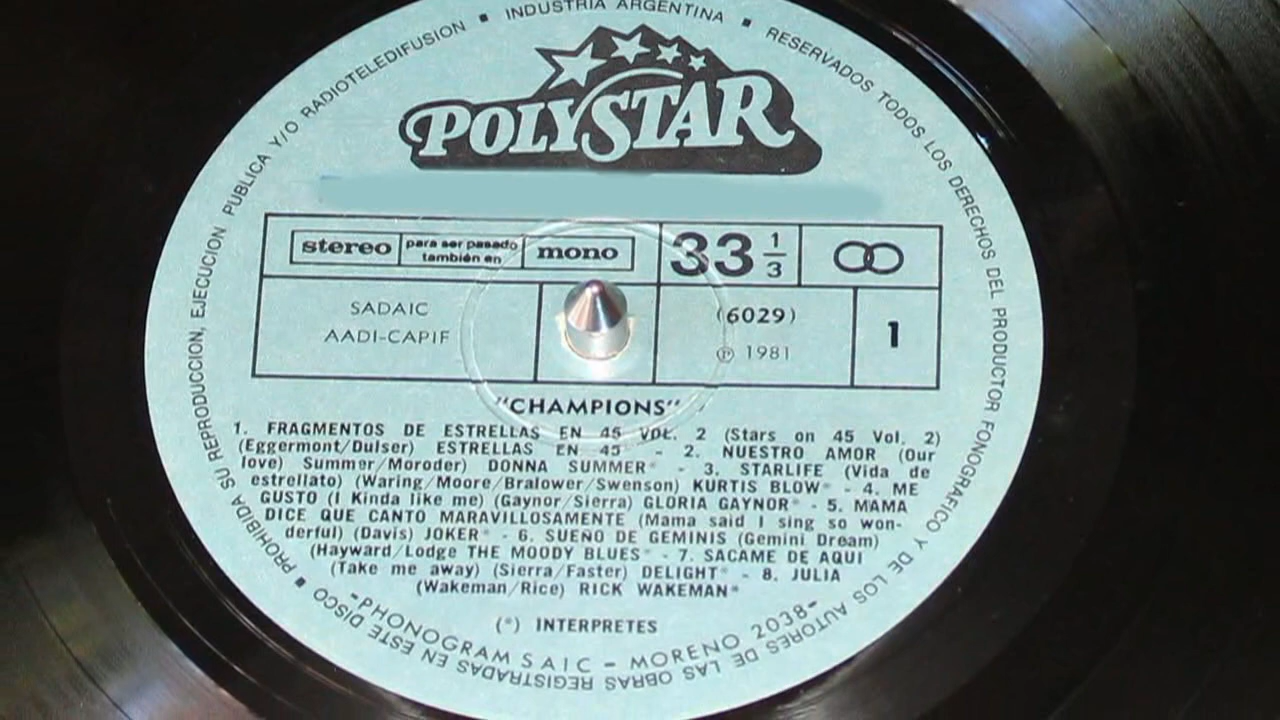 INDUSTRIA ARGENTINA ▪ RESERVADOS TODOS LOS DERECHOS DEL PRODUCTOR FONOGRAFICO Y DE LOS AUTORES DE LAS OBRAS REGISTRADAS EN ESTE DISCO ▪ PROHIBIDA SU REPRODUCCION, EJECUCION PUBLICA Y/O RADIOTELEDIFUSION ▪
POLYSTAR
stereo para ser pasado también en mono
33 1/3
SADAIC
AADI-CAPIF
(6029)
℗ 1981
1
"CHAMPIONS"
1. FRAGMENTOS DE ESTRELLAS EN 45 VOL. 2 (Stars on 45 Vol. 2)
(Eggermont/Dulser) ESTRELLAS EN 45* - 2. NUESTRO AMOR (Our
love) Summer/Moroder) DONNA SUMMER* - 3. STARLIFE (Vida de
estrellato) (Waring/Moore/Bralower/Swenson) KURTIS BLOW* - 4. ME
GUSTO (I Kinda like me) (Gaynor/Sierra) GLORIA GAYNOR* - 5. MAMA
DICE QUE CANTO MARAVILLOSAMENTE (Mama said I sing so won-
derful) (Davis) JOKER* - 6. SUEÑO DE GEMINIS (Gemini Dream)
(Hayward/Lodge THE MOODY BLUES* - 7. SACAME DE AQUI
(Take me away) (Sierra/Faster) DELIGHT* - 8. JULIA
(Wakeman/Rice) RICK WAKEMAN*
(*) INTERPRETES
-PHONOGRAM SAIC - MORENO 2038-